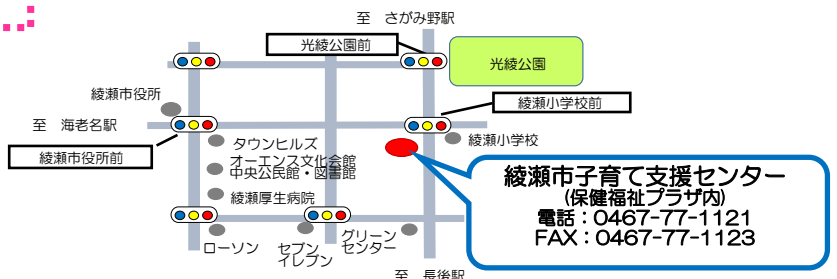 至 さがみ野駅
光綾公園前
光綾公園
綾瀬市役所
綾瀬小学校前
至 海老名駅
綾瀬小学校
タウンヒルズ
綾瀬市役所前
オーエンス文化会館
中央公民館・図書館
綾瀬厚生病院
綾瀬市子育て支援センター
(保健福祉プラザ内)
電話：0467-77-1121
FAX：0467-77-1123
ローソン
セブン
イレブン
グリーン
センター
至 長後駅